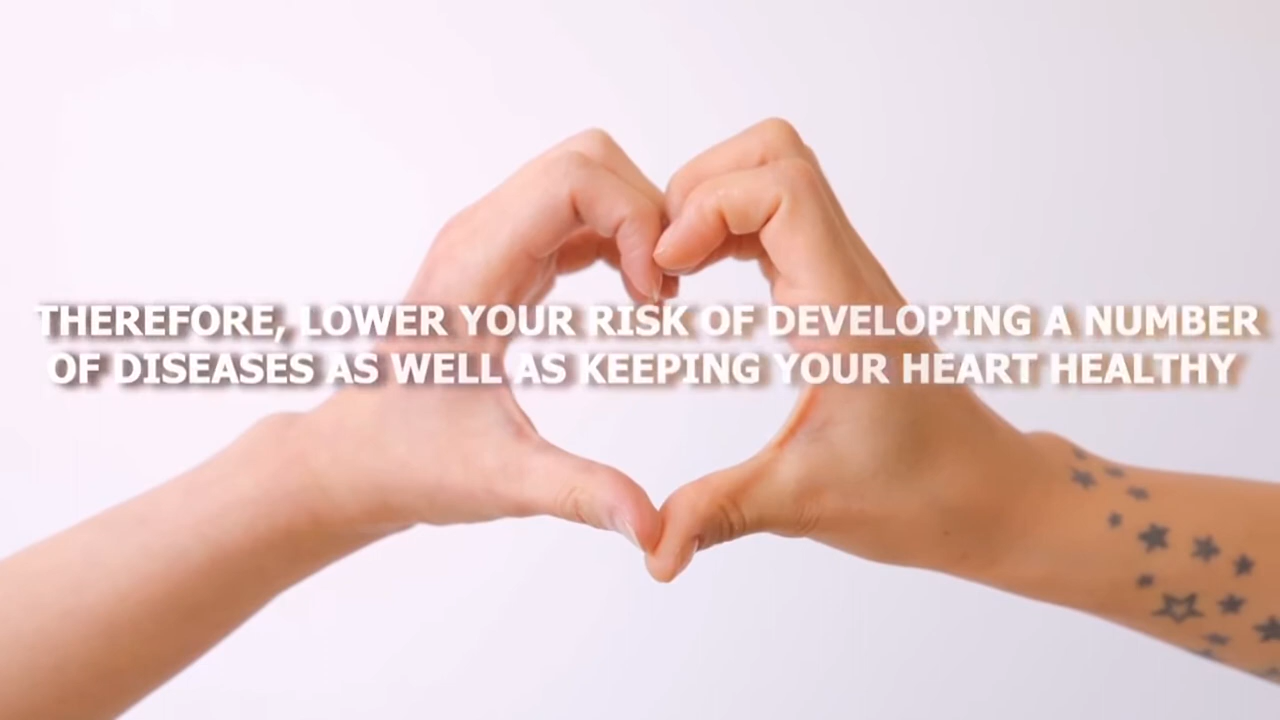 THEREFORE, LOWER YOUR RISK OF DEVELOPING A NUMBER
OF DISEASES AS WELL AS KEEPING YOUR HEART HEALTHY